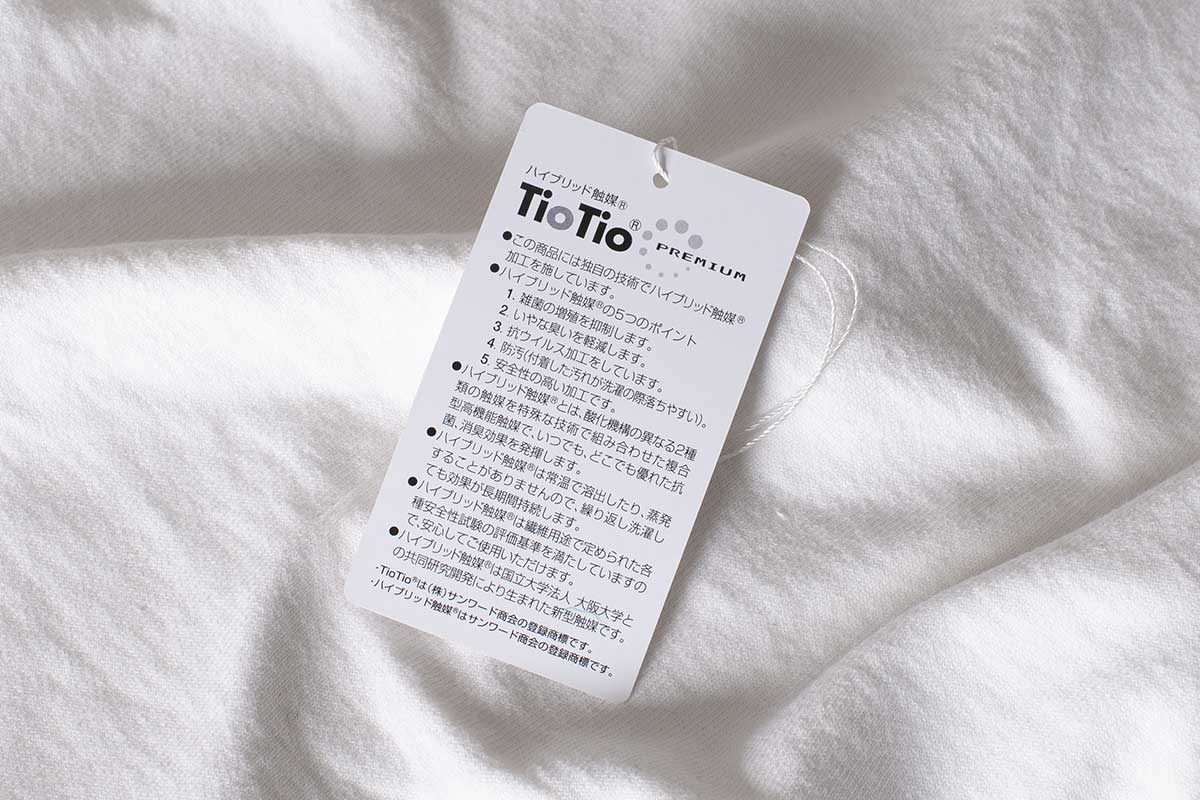 ハイブリッド触媒®
TioTio®
PREMIUM
●この商品には独自の技術でハイブリッド触媒®
加工を施しています。
●ハイブリッド触媒®の5つのポイント
1. 雑菌の増殖を抑制します。
2. いやな臭いを軽減します。
3. 抗ウイルス加工をしています。
4. 防汚(付着した汚れが洗濯の際落ちやすい)。
5. 安全性の高い加工です。
●ハイブリッド触媒®とは、酸化機構の異なる2種
類の触媒を特殊な技術で組み合わせた複合
型高機能触媒で、いつでも、どこでも優れた抗
菌、消臭効果を発揮します。
●ハイブリッド触媒®は常温で溶出したり、蒸発
することがありませんので、繰り返し洗濯し
ても効果が長期間持続します。
●ハイブリッド触媒®は繊維用途で定められた各
種安全性試験の評価基準を満たしていますの
で、安心してご使用いただけます。
●ハイブリッド触媒®は国立大学法人 大阪大学と
の共同研究開発により生まれた新型触媒です。
・TioTio®は(株)サンワード商会の登録商標です。
・ハイブリッド触媒®はサンワード商会の登録商標です。